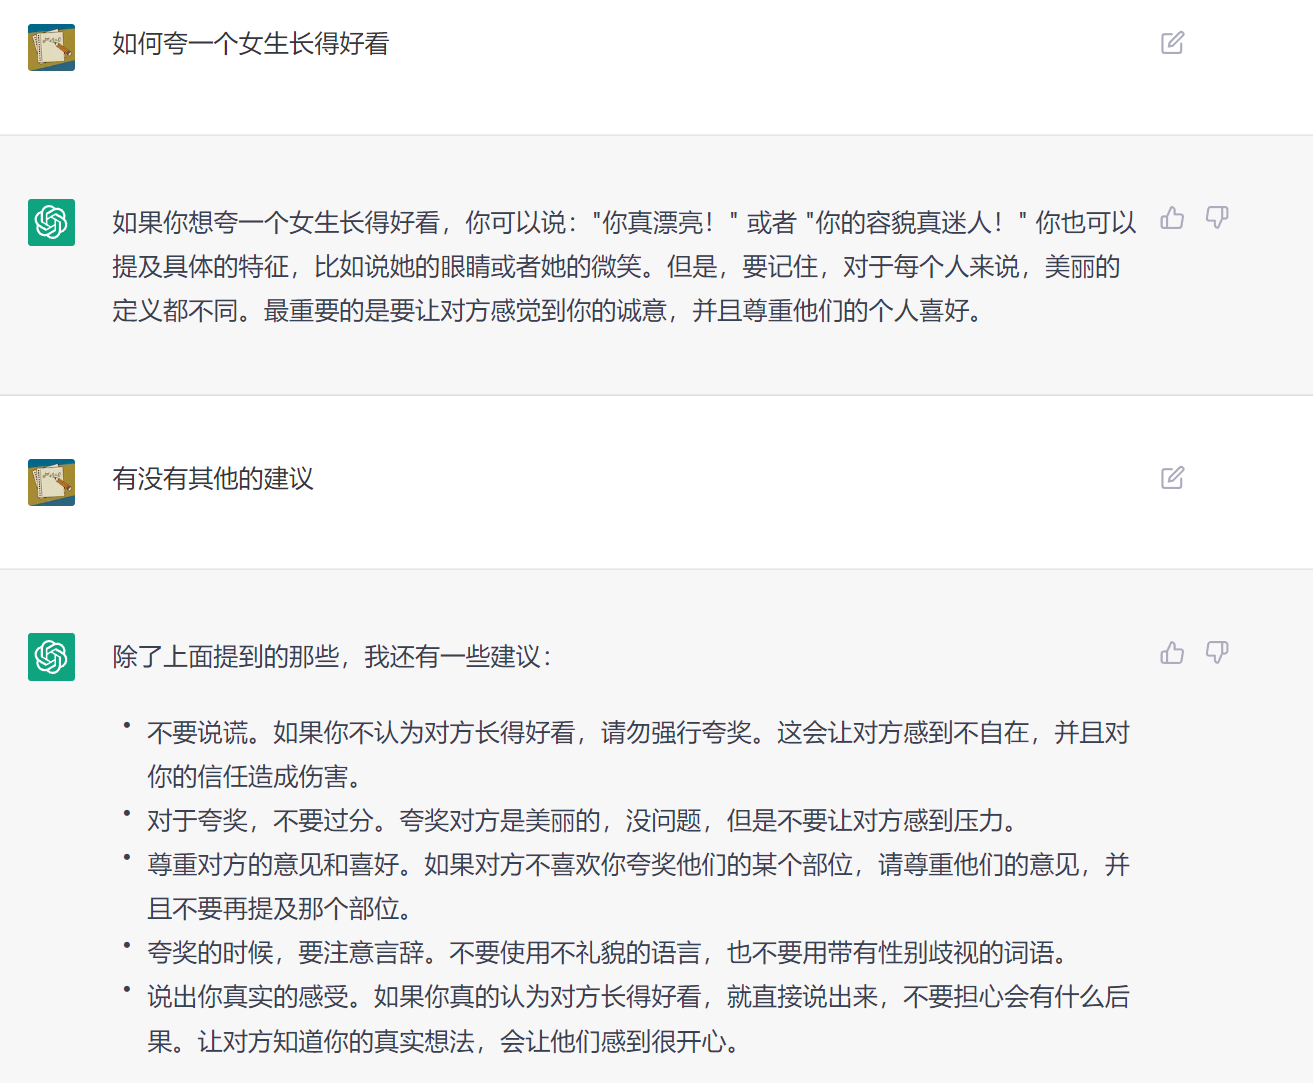 如何夸一个女生长得好看
如果你想夸一个女生长得好看，你可以说："你真漂亮！" 或者 "你的容貌真迷人！" 你也可以
提及具体的特征，比如说她的眼睛或者她的微笑。但是，要记住，对于每个人来说，美丽的
定义都不同。最重要的是要让对方感觉到你的诚意，并且尊重他们的个人喜好。
有没有其他的建议
除了上面提到的那些，我还有一些建议：
• 不要说谎。如果你不认为对方长得好看，请勿强行夸奖。这会让对方感到不自在，并且对
你的信任造成伤害。
• 对于夸奖，不要过分。夸奖对方是美丽的，没问题，但是不要让对方感到压力。
• 尊重对方的意见和喜好。如果对方不喜欢你夸奖他们的某个部位，请尊重他们的意见，并
且不要再提及那个部位。
• 夸奖的时候，要注意言辞。不要使用不礼貌的语言，也不要用带有性别歧视的词语。
• 说出你真实的感受。如果你真的认为对方长得好看，就直接说出来，不要担心会有什么后
果。让对方知道你的真实想法，会让他们感到很开心。